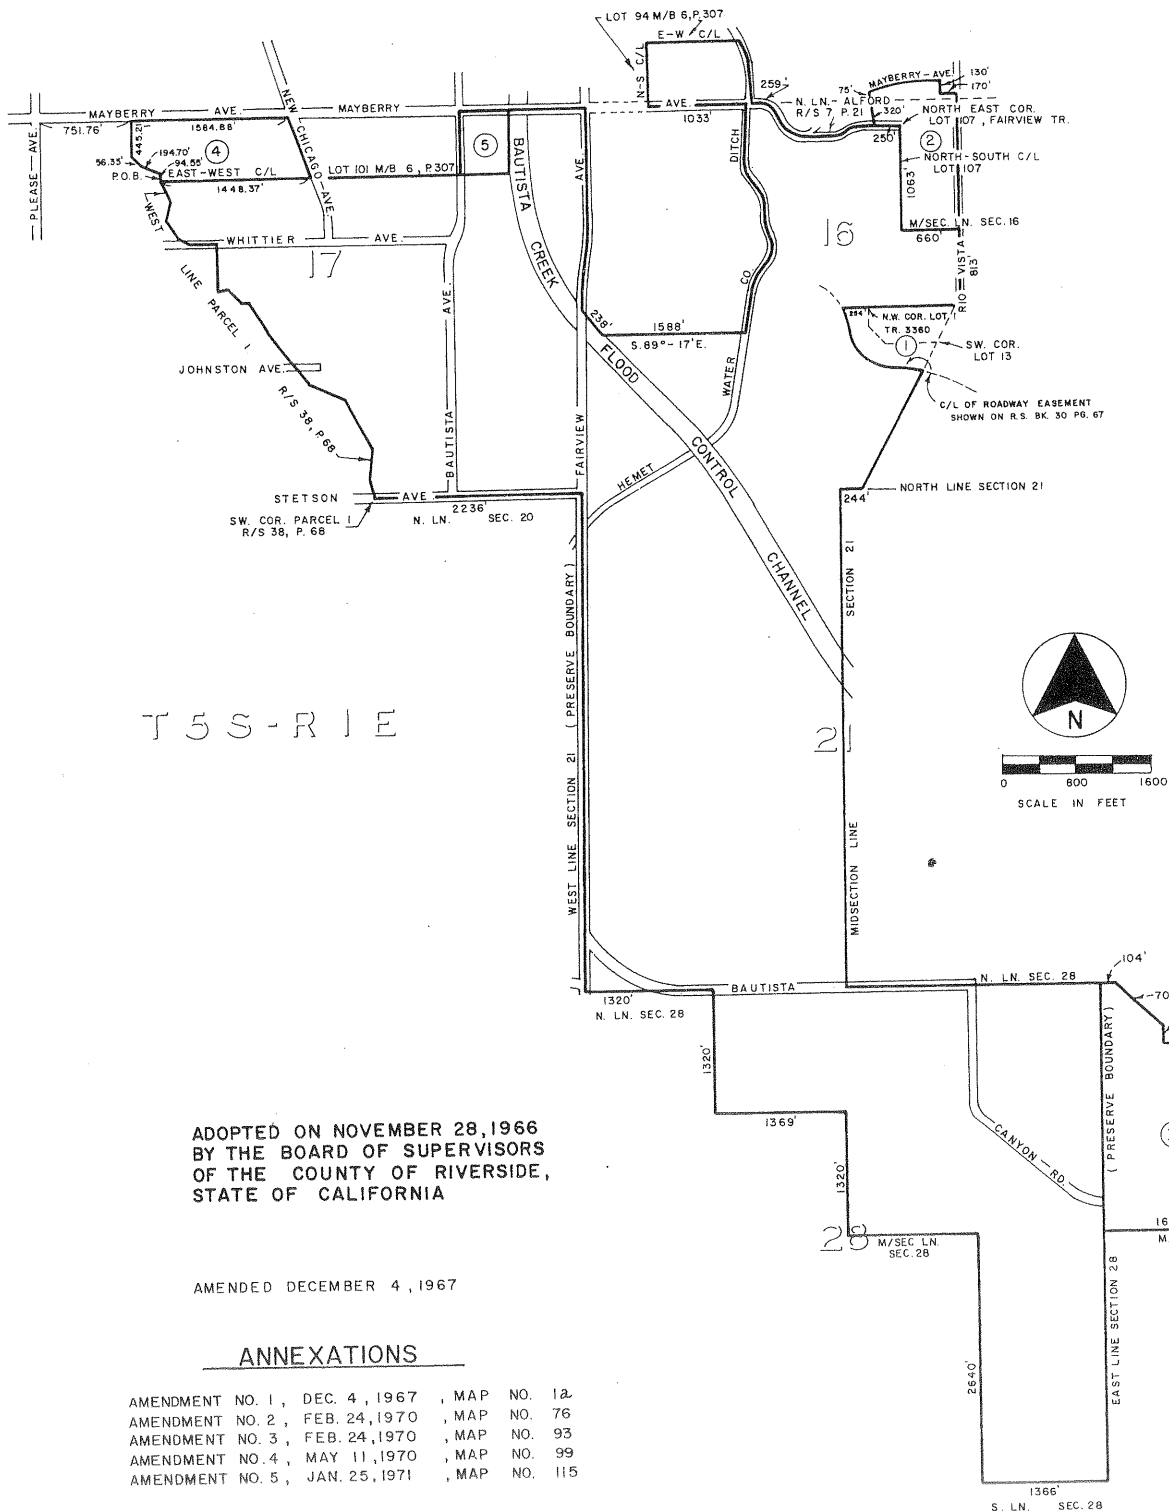 LOT 94 M/B 6, P. 307
E-W C/L
N-S C/L
MAYBERRY AVE.
MAYBERRY
AVE.
751.76'
1584.88'
445.21
NEW CHICAGO AVE.
PLEASE AVE.
56.35'
194.70'
94.55'
4
P.O.B.
EAST-WEST C/L
1448.37'
LOT 101 M/B 6, P. 307
5
WEST
LINE PARCEL 1
R/S 38, P. 68
WHITTIER AVE.
17
JOHNSTON AVE.
BAUTISTA AVE.
BAUTISTA CREEK FLOOD CONTROL CHANNEL
FAIRVIEW AVE.
1033'
DITCH
CO.
WATER
HEMET
259.'
N. LN.- ALFORD
R/S 7, P. 21
75'
MAYBERRY-AVE.
130'
170'
320'
250'
NORTH EAST COR.
LOT 107, FAIRVIEW TR.
2
NORTH-SOUTH C/L
LOT 107
1063'
M/SEC. LN. SEC. 16
660'
16
RIO VISTA
813'
238'
1588'
S. 89°- 17' E.
N.W. COR. LOT 1
TR. 3360
1
SW. COR.
LOT 13
C/L OF ROADWAY EASEMENT
SHOWN ON R.S. BK. 30 PG. 67
STETSON AVE.
SW. COR. PARCEL 1
R/S 38, P. 68
2236'
N. LN. SEC. 20
244'
NORTH LINE SECTION 21
SECTION 21
MIDSECTION LINE
WEST LINE SECTION 21 (PRESERVE BOUNDARY)
T5S-R1E
21
N
0 800 1600
SCALE IN FEET
BAUTISTA
N. LN. SEC. 28
104'
1320'
N. LN. SEC. 28
1320'
1369'
1320'
CANYON RD.
(PRESERVE BOUNDARY)
EAST LINE SECTION 28
28
M/SEC LN.
SEC. 28
2640'
1366'
S. LN. SEC. 28
ADOPTED ON NOVEMBER 28, 1966
BY THE BOARD OF SUPERVISORS
OF THE COUNTY OF RIVERSIDE,
STATE OF CALIFORNIA
AMENDED DECEMBER 4, 1967
ANNEXATIONS
AMENDMENT NO. 1, DEC. 4, 1967, MAP NO. 1a
AMENDMENT NO. 2, FEB. 24, 1970, MAP NO. 76
AMENDMENT NO. 3, FEB. 24, 1970, MAP NO. 93
AMENDMENT NO. 4, MAY 11, 1970, MAP NO. 99
AMENDMENT NO. 5, JAN. 25, 1971, MAP NO. 115